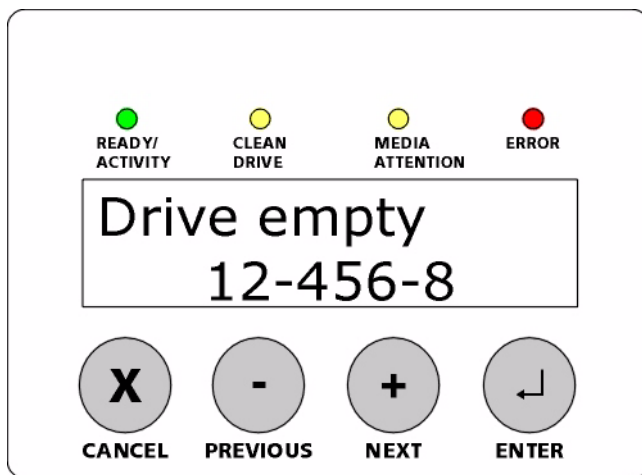 READY/ CLEAN MEDIA ERROR
ACTIVITY DRIVE ATTENTION
Drive empty
12-456-8
X - + ↵
CANCEL PREVIOUS NEXT ENTER